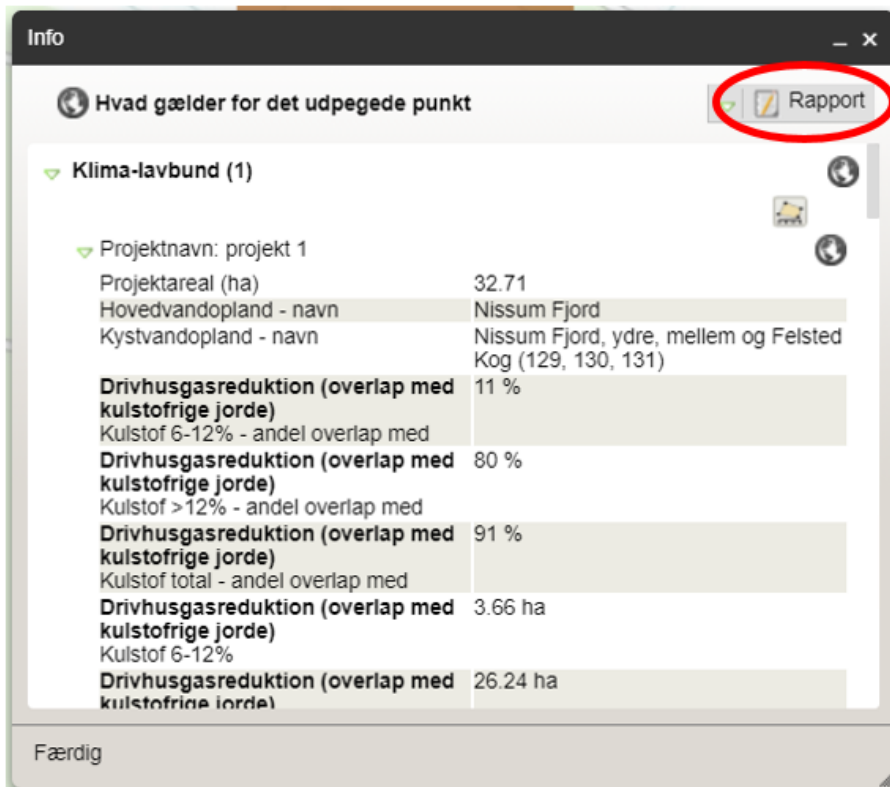 Info
Hvad gælder for det udpegede punkt
Rapport
Klima-lavbund (1)
Projektnavn: projekt 1
Projektareal (ha) 32.71
Hovedvandopland - navn Nissum Fjord
Kystvandopland - navn Nissum Fjord, ydre, mellem og Felsted
Kog (129, 130, 131)
Drivhusgasreduktion (overlap med 11 %
kulstofrige jorde)
Kulstof 6-12% - andel overlap med
Drivhusgasreduktion (overlap med 80 %
kulstofrige jorde)
Kulstof >12% - andel overlap med
Drivhusgasreduktion (overlap med 91 %
kulstofrige jorde)
Kulstof total - andel overlap med
Drivhusgasreduktion (overlap med 3.66 ha
kulstofrige jorde)
Kulstof 6-12%
Drivhusgasreduktion (overlap med 26.24 ha
kulstofrige jorde)
Færdig